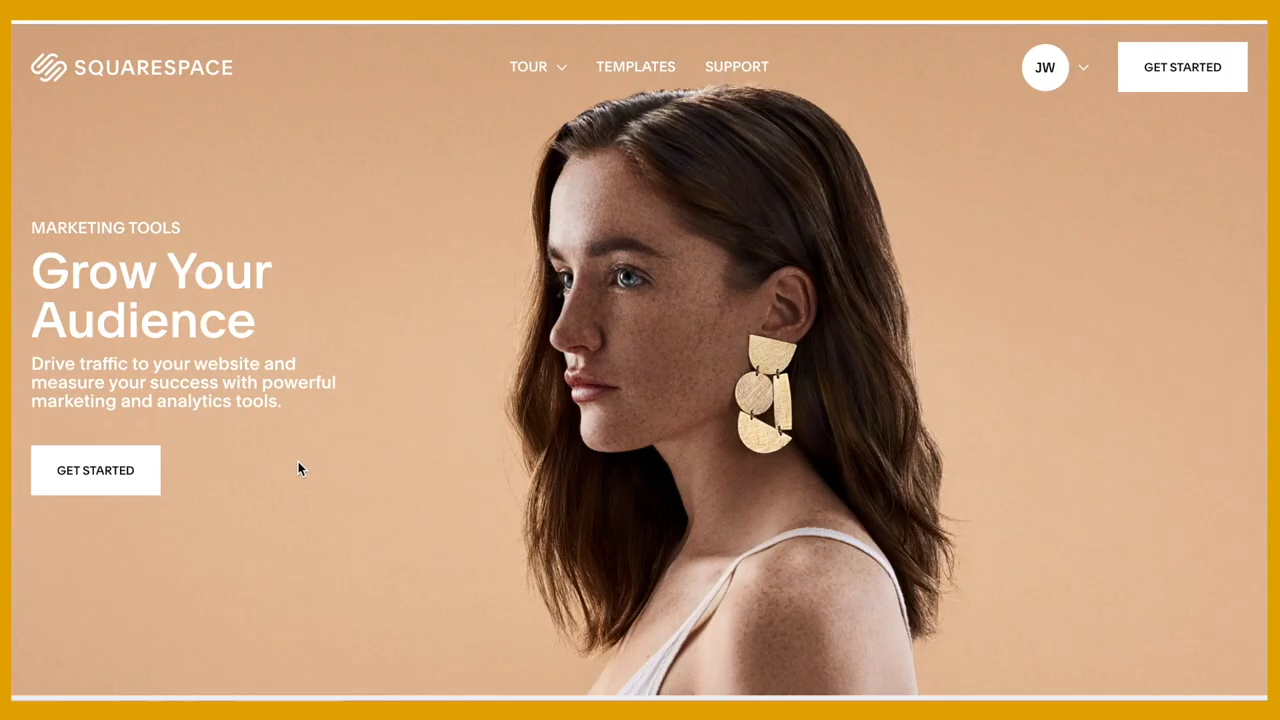 SQUARESPACE
TOUR
TEMPLATES
SUPPORT
JW
GET STARTED
MARKETING TOOLS
Grow Your
Audience
Drive traffic to your website and
measure your success with powerful
marketing and analytics tools.
GET STARTED